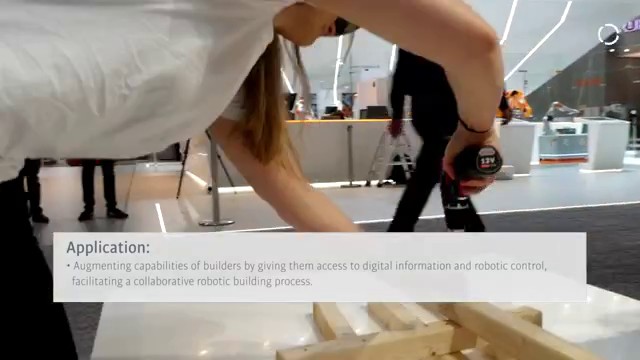 12V
Application:
• Augmenting capabilities of builders by giving them access to digital information and robotic control,
facilitating a collaborative robotic building process.